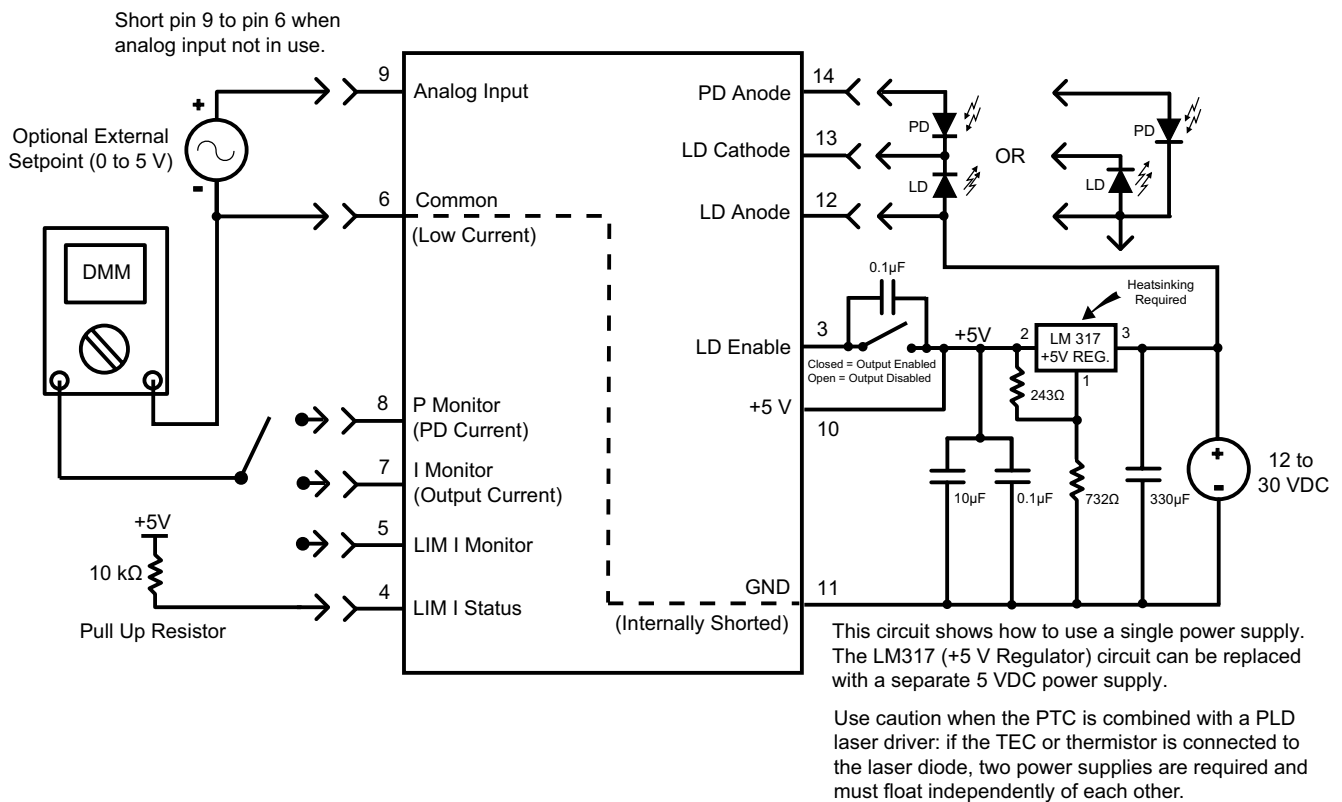 Short pin 9 to pin 6 when
analog input not in use.
9
Analog Input
+
Optional External
Setpoint (0 to 5 V)
-
6
Common
(Low Current)
DMM
8
P Monitor
(PD Current)
7
I Monitor
(Output Current)
5
LIM I Monitor
+5V
10 kΩ
4
LIM I Status
Pull Up Resistor
PD Anode
14
PD
LD Cathode
13
OR
PD
LD
LD
LD Anode
12
0.1µF
Heatsinking
Required
LD Enable
3
+5V
2
LM 317
+5V REG.
3
1
Closed = Output Enabled
Open = Output Disabled
243Ω
+5 V
10
10µF
0.1µF
732Ω
330µF
+
-
12 to
30 VDC
GND
11
(Internally Shorted)
This circuit shows how to use a single power supply.
The LM317 (+5 V Regulator) circuit can be replaced
with a separate 5 VDC power supply.
Use caution when the PTC is combined with a PLD
laser driver: if the TEC or thermistor is connected to
the laser diode, two power supplies are required and
must float independently of each other.